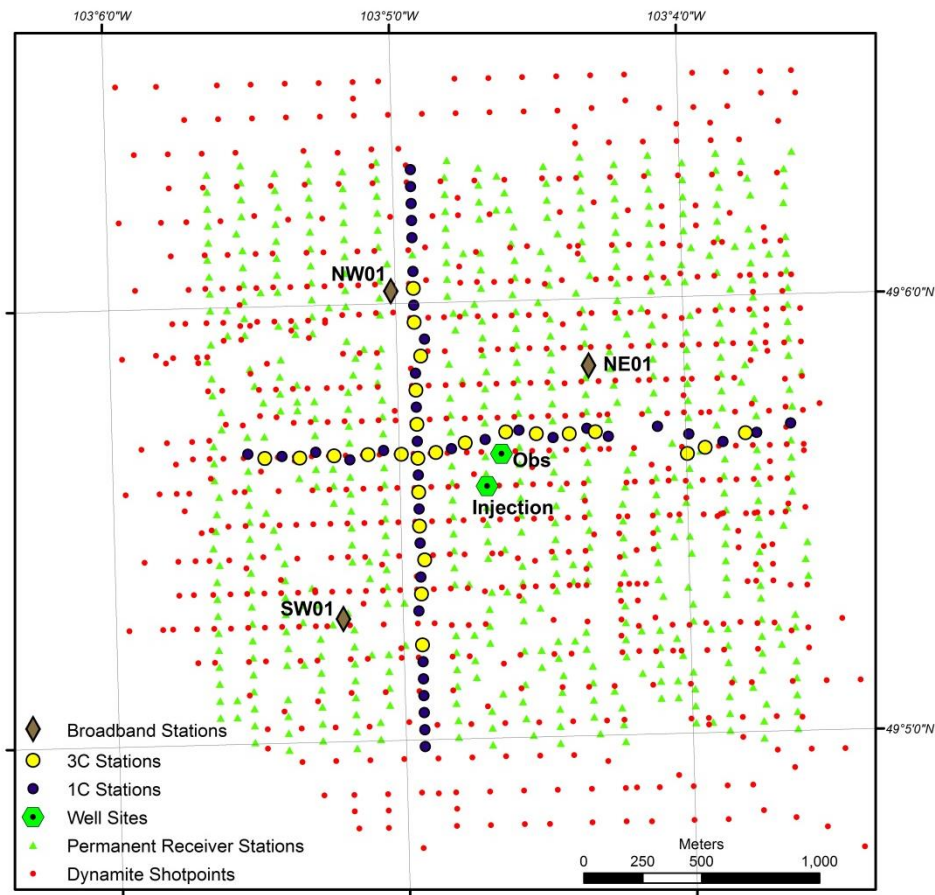 103°6'0"W 103°5'0"W 103°4'0"W
NW01
49°6'0"N
NE01
Obs
Injection
SW01
49°5'0"N
Broadband Stations
3C Stations
1C Stations
Well Sites
Permanent Receiver Stations
Dynamite Shotpoints
Meters
0 250 500 1,000